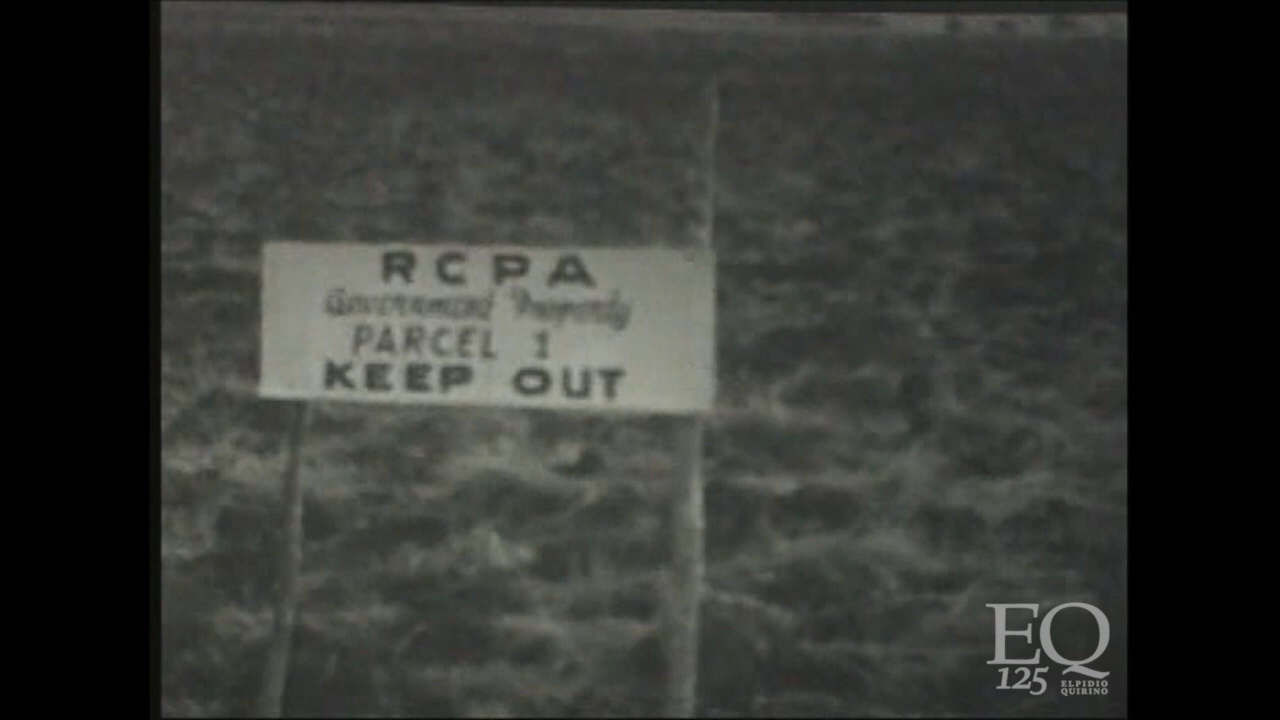 RCPA
Government Property
PARCEL 1
KEEP OUT
EQ
125 ELPIDIO
QUIRINO